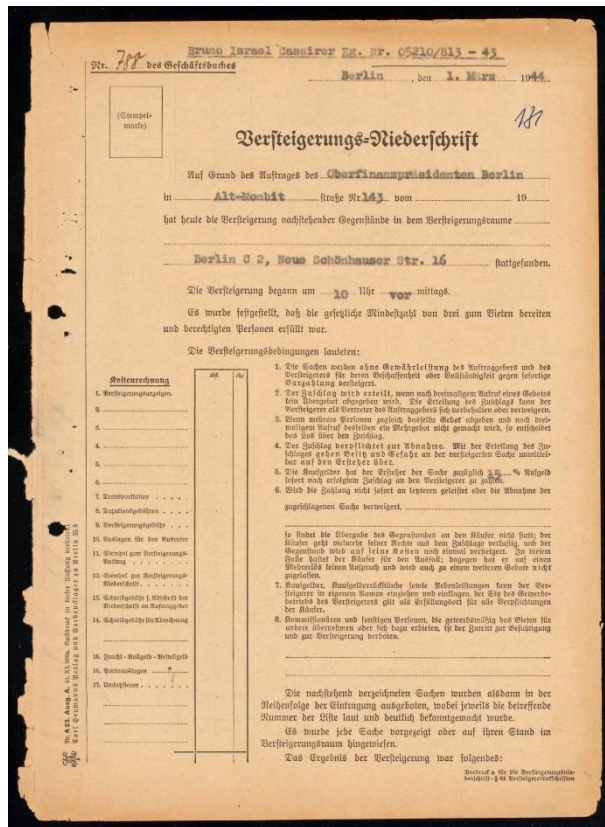 Bruno Israel Cassirer Zg. Nr. 05210/813 - 43
Nr. 788 des Geschäftsbuches
Berlin, den 1. März 1944
(Stempel-
marke)
181
Versteigerungs-Niederschrift
Auf Grund des Auftrages des Oberfinanzpräsidenten Berlin
in Alt-Moabit straße Nr. 143 vom 19
hat heute die Versteigerung nachstehender Gegenstände in dem Versteigerungsraume
Berlin C 2, Neue Schönhauser Str. 16 stattgefunden.
Die Versteigerung begann um 10 Uhr vor mittags.
Es wurde festgestellt, daß die gesetzliche Mindestzahl von drei zum Bieten bereiten
und berechtigten Personen erfüllt war.
Die Versteigerungsbedingungen lauteten:
1. Die Sachen werden ohne Gewährleistung des Auftraggebers und des
Versteigerers für deren Beschaffenheit oder Vollständigkeit gegen sofortige
Barzahlung versteigert.
2. Der Zuschlag wird erteilt, wenn nach dreimaligem Aufruf eines Gebotes
kein Übergebot abgegeben wird. Die Erteilung des Zuschlags kann der
Versteigerer als Vertreter des Auftraggebers sich vorbehalten oder verweigern.
3. Wenn mehrere Personen zugleich dasselbe Gebot abgeben und nach drei-
maligem Aufruf desselben ein Mehrgebot nicht gemacht wird, so entscheidet
das Los über den Zuschlag.
4. Der Zuschlag verpflichtet zur Abnahme. Mit der Erteilung des Zu-
schlages gehen Besitz und Gefahr an der versteigerten Sache unmittel-
bar auf den Ersteher über.
5. Die Kaufgelder hat der Ersteher der Sache zuzüglich % Aufgeld
sofort nach erfolgtem Zuschlag an den Versteigerer zu zahlen.
6. Wird die Zahlung nicht sofort an letzteren geleistet oder die Abnahme der
zugeschlagenen Sache verweigert,
so findet die Übergabe des Gegenstandes an den Käufer nicht statt; der
Käufer geht vielmehr seiner Rechte aus dem Zuschlage verlustig, und der
Gegenstand wird auf seine Kosten noch einmal versteigert. In diesem
Falle haftet der Käufer für den Ausfall; dagegen hat er auf einen
Mehrerlös keinen Anspruch und wird auch zu einem weiteren Gebote nicht
zugelassen.
7. Kaufgelder, Kaufgelderrückstände sowie Nebenleistungen kann der Ver-
steigerer in eigenem Namen einziehen und einklagen, der Sitz des Gewerbe-
betriebs des Versteigerers gilt als Erfüllungsort für alle Verpflichtungen
der Käufer.
8. Kommissionären und sonstigen Personen, die gewerbsmäßig das Bieten für
andere übernehmen oder sich dazu erbieten, ist der Zutritt zur Besichtigung
und zur Versteigerung verboten.
Die nachstehend verzeichneten Sachen wurden alsdann in der
Reihenfolge der Eintragung ausgeboten, wobei jeweils die betreffende
Nummer der Liste laut und deutlich bekanntgemacht wurde.
Es wurde jede Sache vorgezeigt oder auf ihren Stand im
Versteigerungsraum hingewiesen.
Das Ergebnis der Versteigerung war folgendes:
Kostenrechnung
RM Rpf
1. Versteigerungsanzeigen
2.
3.
4.
5.
6.
7. Transportkosten
8. Taxationsgebühren
9. Versteigerungsgebühr
10. Auslagen für den Ausrufer
11. Stempel zum Versteigerungs-
Auftrag
12. Stempel zur Versteigerungs-
Niederschrift
13. Schreibgebühr f. Abschrift der
Niederschrift an Auftraggeber
14. Schreibgebühr für Abrechnung
15. Fracht - Rollgeld - Bestellgeld
16. Portoauslagen
17. Umsatzsteuer
Carl Heymanns Verlag und Vordrucklager zu Berlin W 8